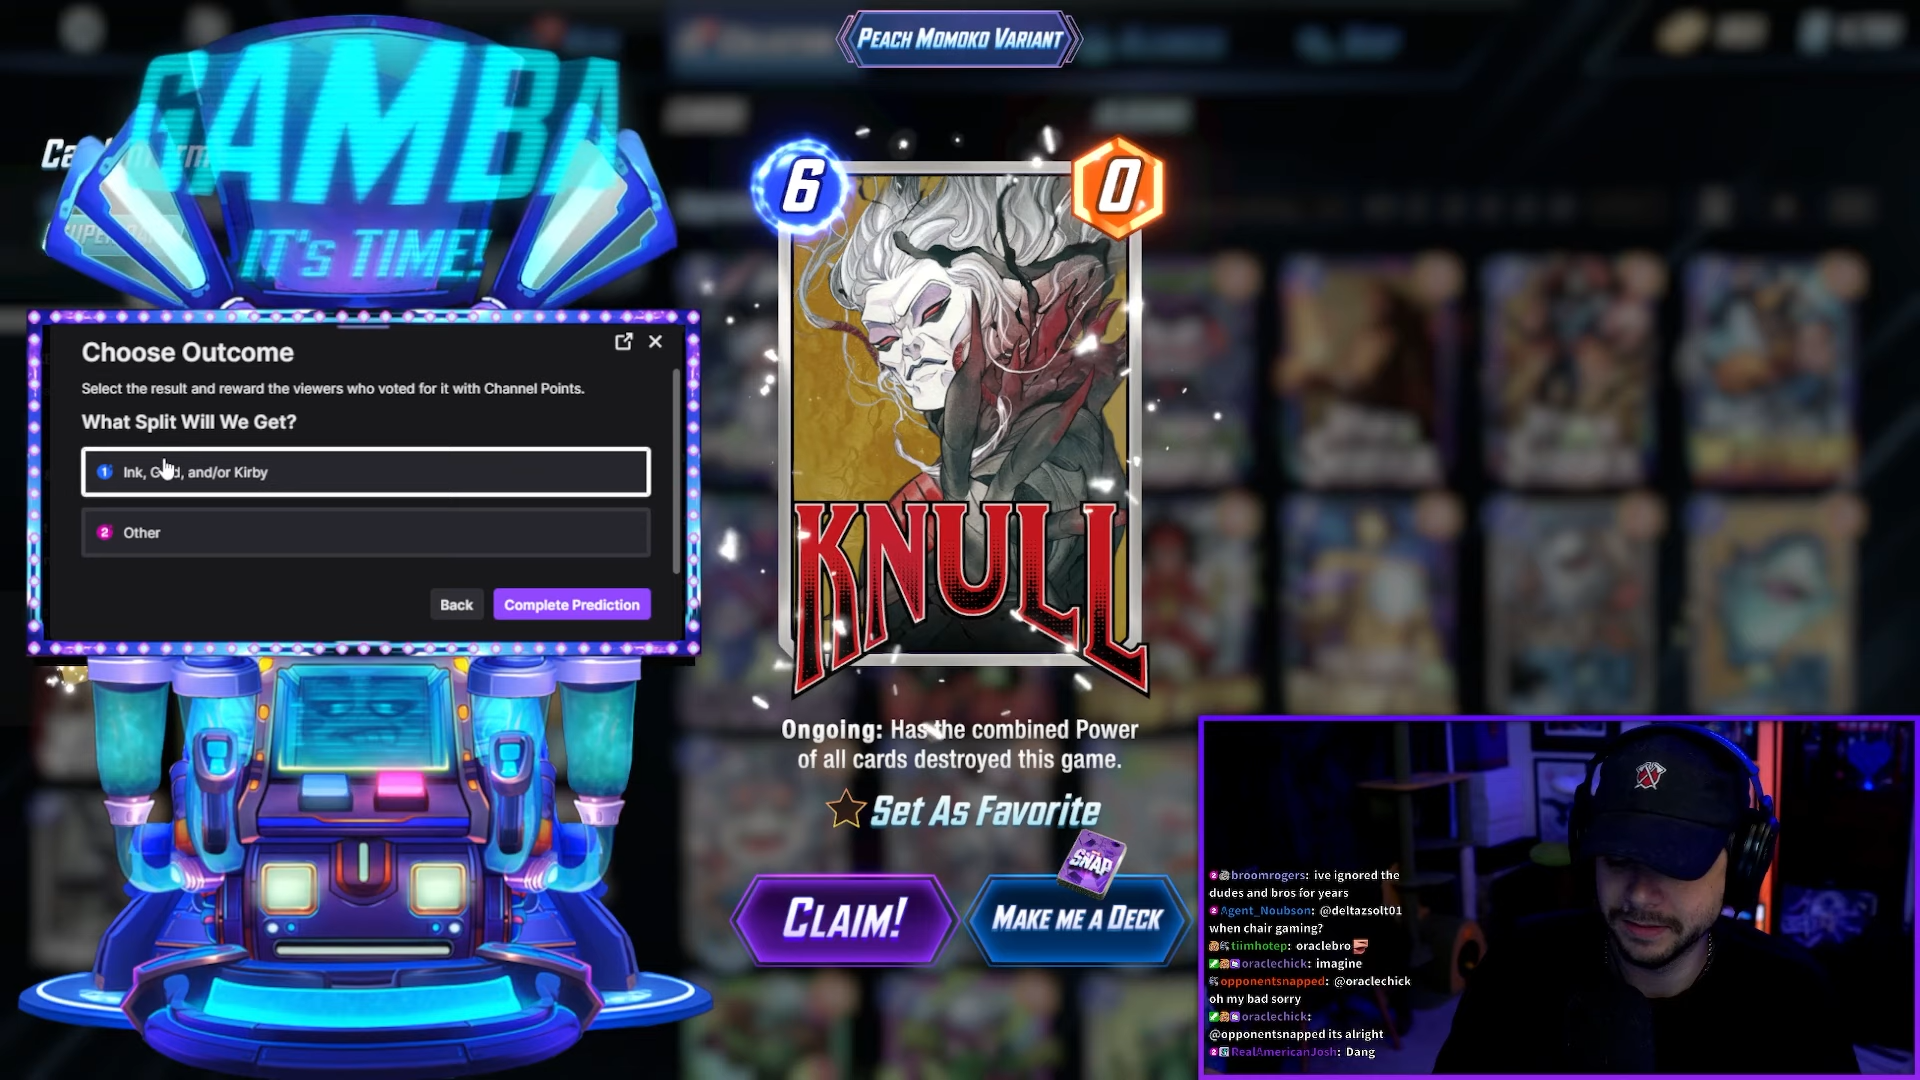 PEACH MOMOKO VARIANT
GAMBA
IT'S TIME!
6
0
Choose Outcome
Select the result and reward the viewers who voted for it with Channel Points.
What Split Will We Get?
1 Ink, G d, and/or Kirby
2 Other
Back
Complete Prediction
KNULL
Ongoing: Has the combined Power
of all cards destroyed this game.
SET AS FAVORITE
SNAP
CLAIM!
MAKE ME A DECK
broomrogers: ive ignored the
dudes and bros for years
Agent_Noubson: @deltazsolt01
when chair gaming?
tiimhotep: oraclebro
oraclechick: imagine
opponentsnapped: @oraclechick
oh my bad sorry
oraclechick:
@opponentsnapped its alright
RealAmericanJosh: Dang